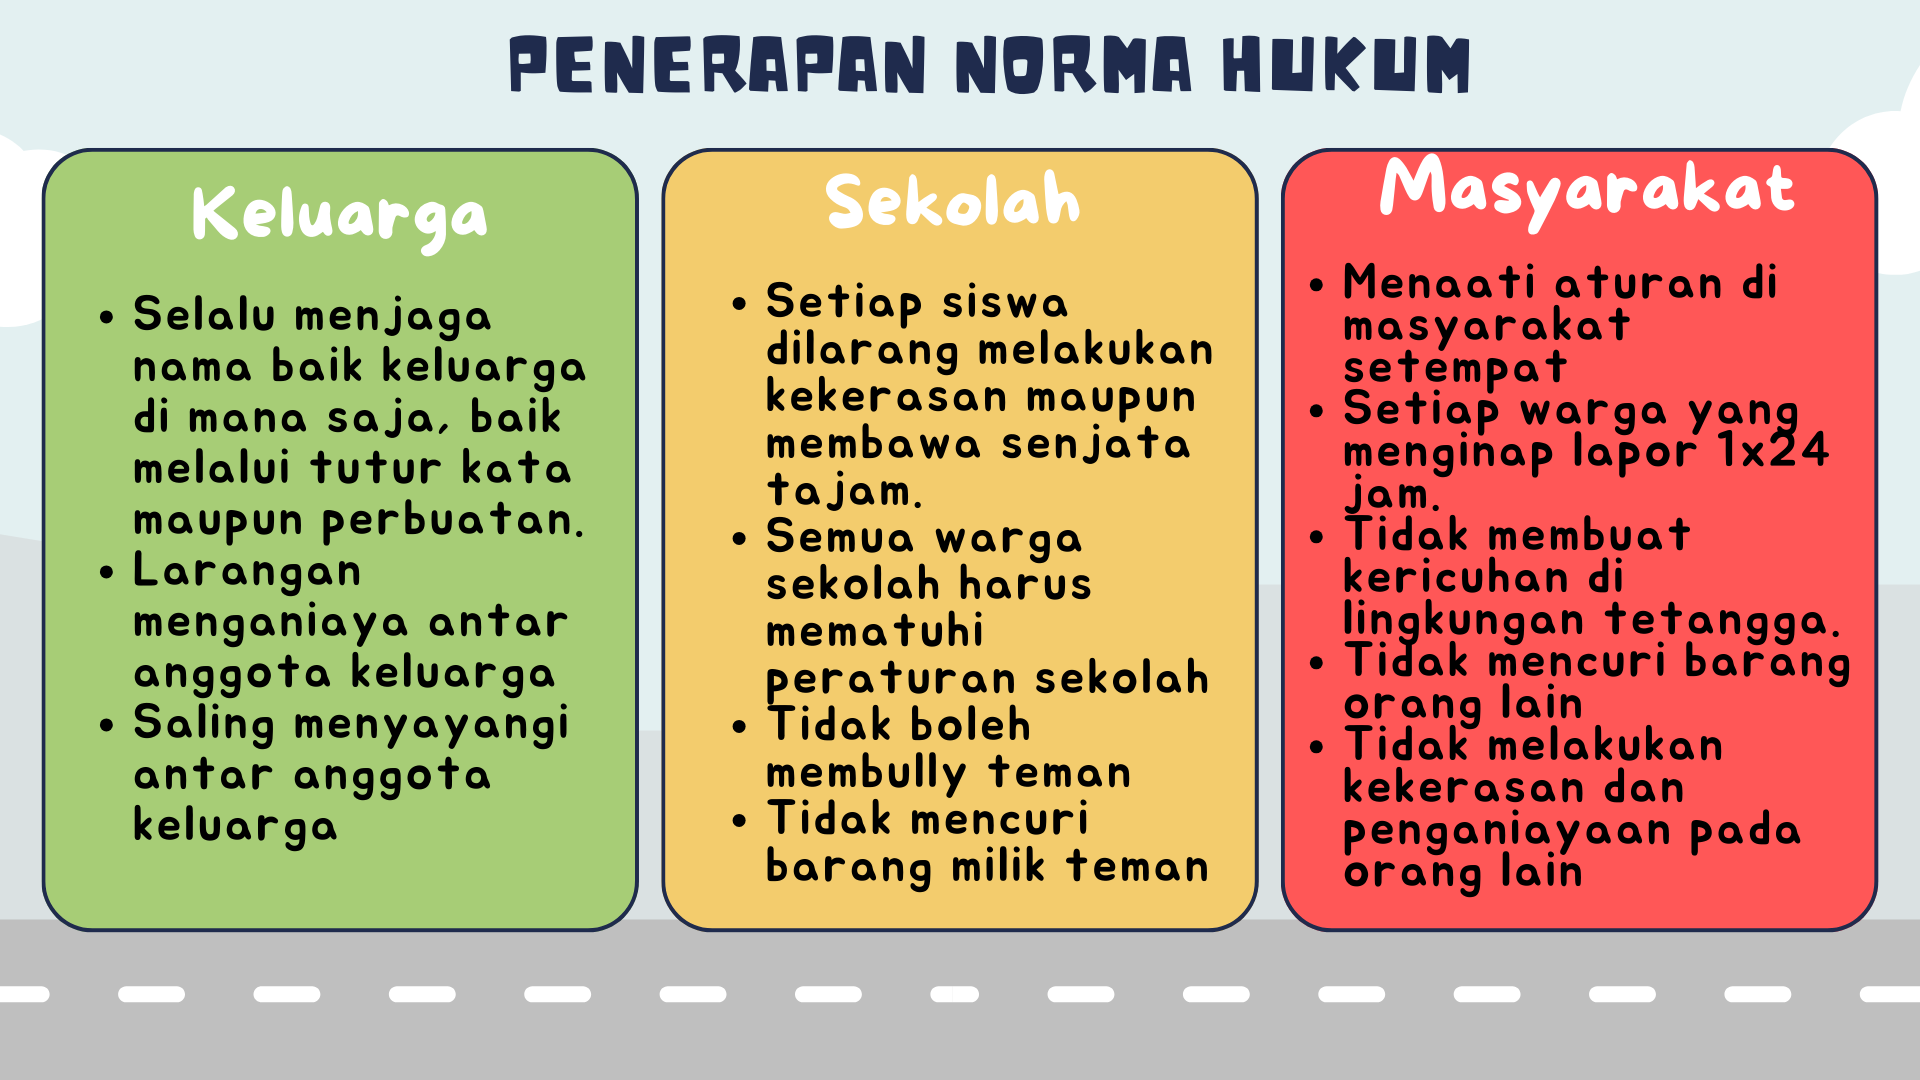 PENERAPAN NORMA HUKUM
Keluarga
• Selalu menjaga
nama baik keluarga
di mana saja, baik
melalui tutur kata
maupun perbuatan.
• Larangan
menganiaya antar
anggota keluarga
• Saling menyayangi
antar anggota
keluarga
Sekolah
• Setiap siswa
dilarang melakukan
kekerasan maupun
membawa senjata
tajam.
• Semua warga
sekolah harus
mematuhi
peraturan sekolah
• Tidak boleh
membully teman
• Tidak mencuri
barang milik teman
Masyarakat
• Menaati aturan di
masyarakat
setempat
• Setiap warga yang
menginap lapor 1x24
jam.
• Tidak membuat
kericuhan di
lingkungan tetangga.
• Tidak mencuri barang
orang lain
• Tidak melakukan
kekerasan dan
penganiayaan pada
orang lain